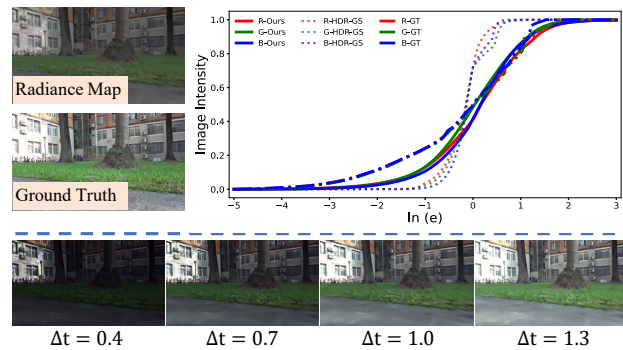 Radiance Map
Ground Truth
Image Intensity
1.0
0.8
0.6
0.4
0.2
0.0
R-Ours R-HDR-GS R-GT
G-Ours G-HDR-GS G-GT
B-Ours B-HDR-GS B-GT
−5 −4 −3 −2 −1 0 1 2 3
ln (e)
Δt = 0.4 Δt = 0.7 Δt = 1.0 Δt = 1.3